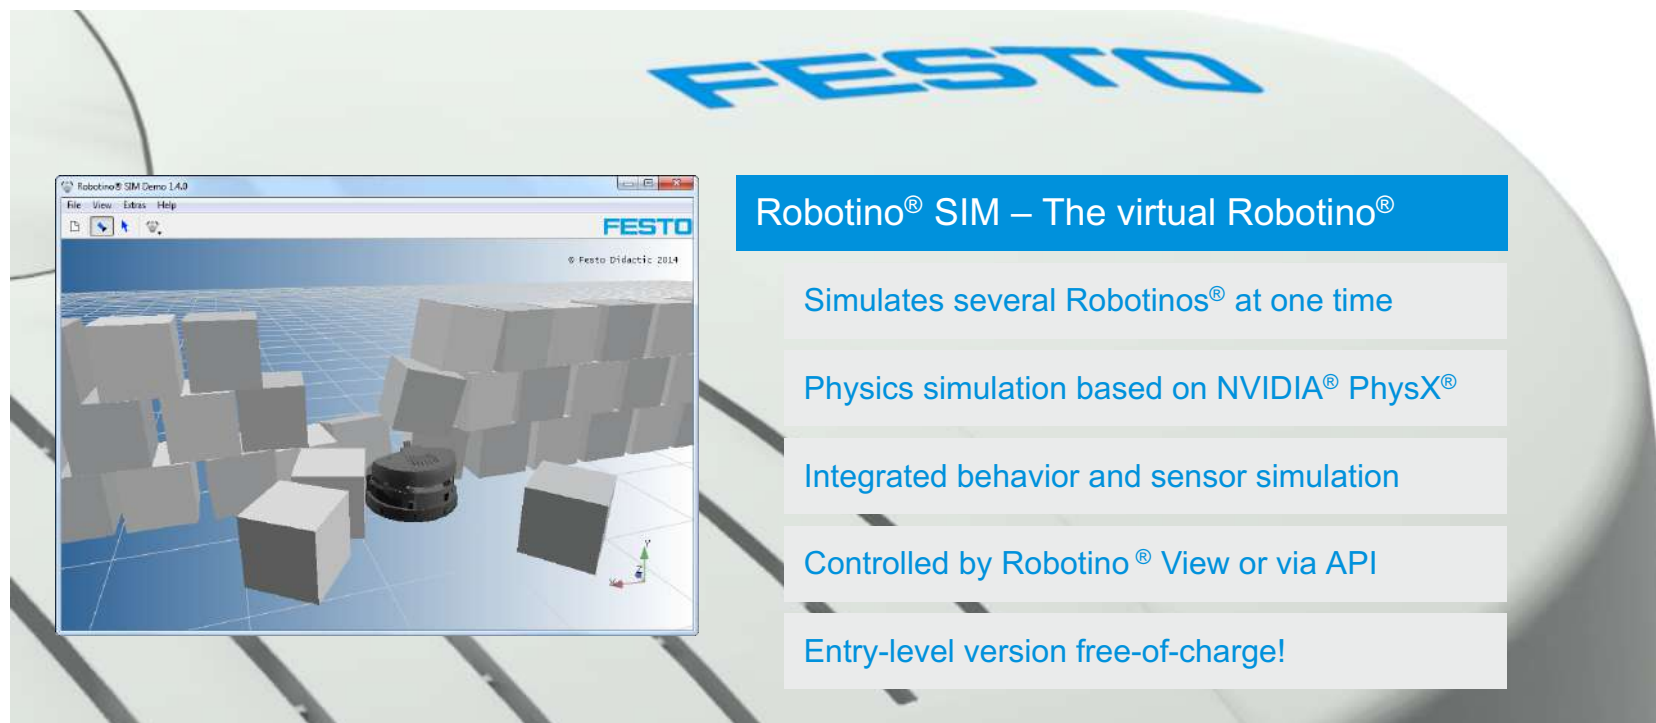 FESTO
Robotino® SIM Demo 1.4.0
File View Extras Help
FESTO
© Festo Didactic 2014
Y
Z
X
Robotino® SIM – The virtual Robotino®
Simulates several Robotinos® at one time
Physics simulation based on NVIDIA® PhysX®
Integrated behavior and sensor simulation
Controlled by Robotino ® View or via API
Entry-level version free-of-charge!